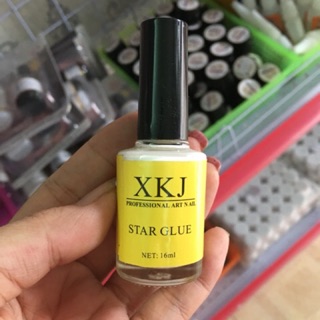 XKJ
PROFESSIONAL ART NAIL
STAR GLUE
NET: 16ml